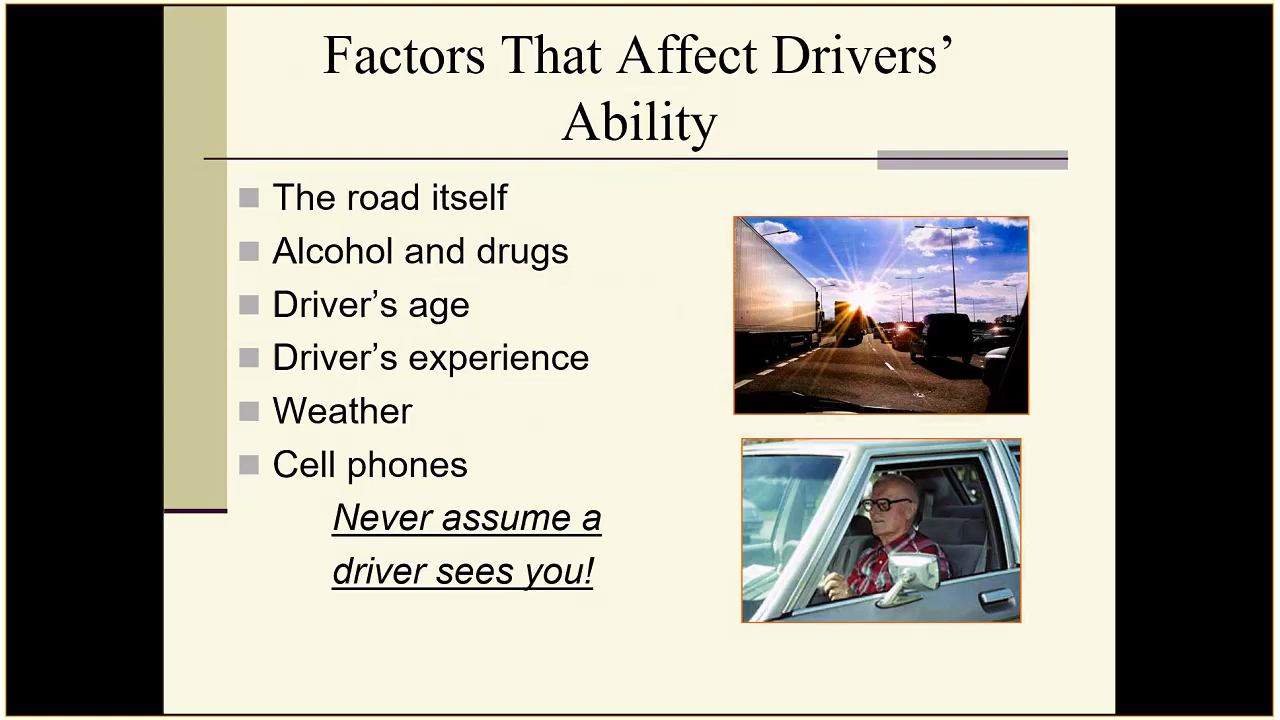 Factors That Affect Drivers’
Ability
The road itself
Alcohol and drugs
Driver’s age
Driver’s experience
Weather
Cell phones
Never assume a
driver sees you!